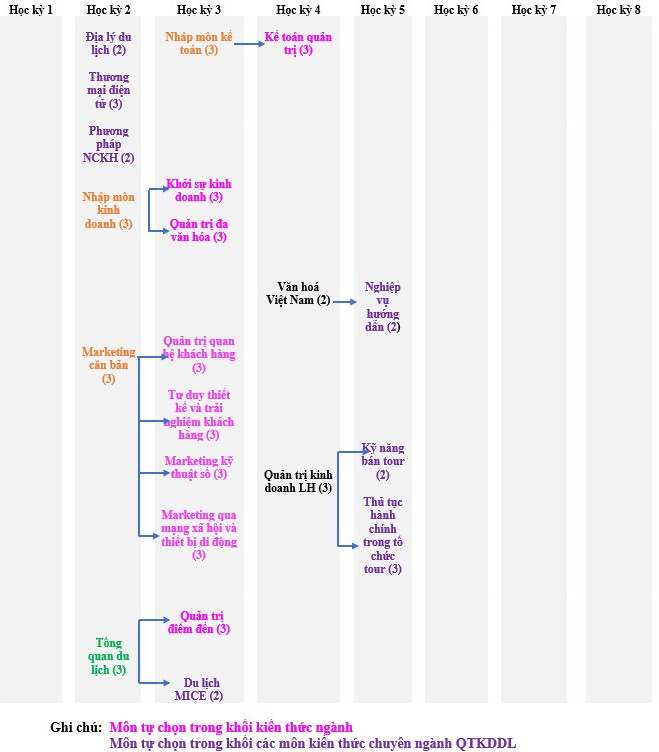 Học kỳ 1 Học kỳ 2 Học kỳ 3 Học kỳ 4 Học kỳ 5 Học kỳ 6 Học kỳ 7 Học kỳ 8
Địa lý du
lịch (2)
Nhập môn kế
toán (3)
Kế toán quản
trị (3)
Thương
mại điện
tử (3)
Phương
pháp
NCKH (2)
Nhập môn
kinh
doanh (3)
Khởi sự kinh
doanh (3)
Quản trị đa
văn hóa (3)
Văn hoá
Việt Nam (2)
Nghiệp
vụ
hướng
dẫn (2)
Marketing
căn bản
(3)
Quản trị quan
hệ khách hàng
(3)
Tư duy thiết
kế và trải
nghiệm khách
hàng (3)
Marketing kỹ
thuật số (3)
Marketing qua
mạng xã hội và
thiết bị di động
(3)
Quản trị kinh
doanh LH (3)
Kỹ năng
bán tour
(2)
Thủ tục
hành
chính
trong tổ
chức
tour (3)
Tổng
quan du
lịch (3)
Quản trị
điểm đến (3)
Du lịch
MICE (2)
Ghi chú: Môn tự chọn trong khối kiến thức ngành
Môn tự chọn trong khối các môn kiến thức chuyên ngành QTKDDL